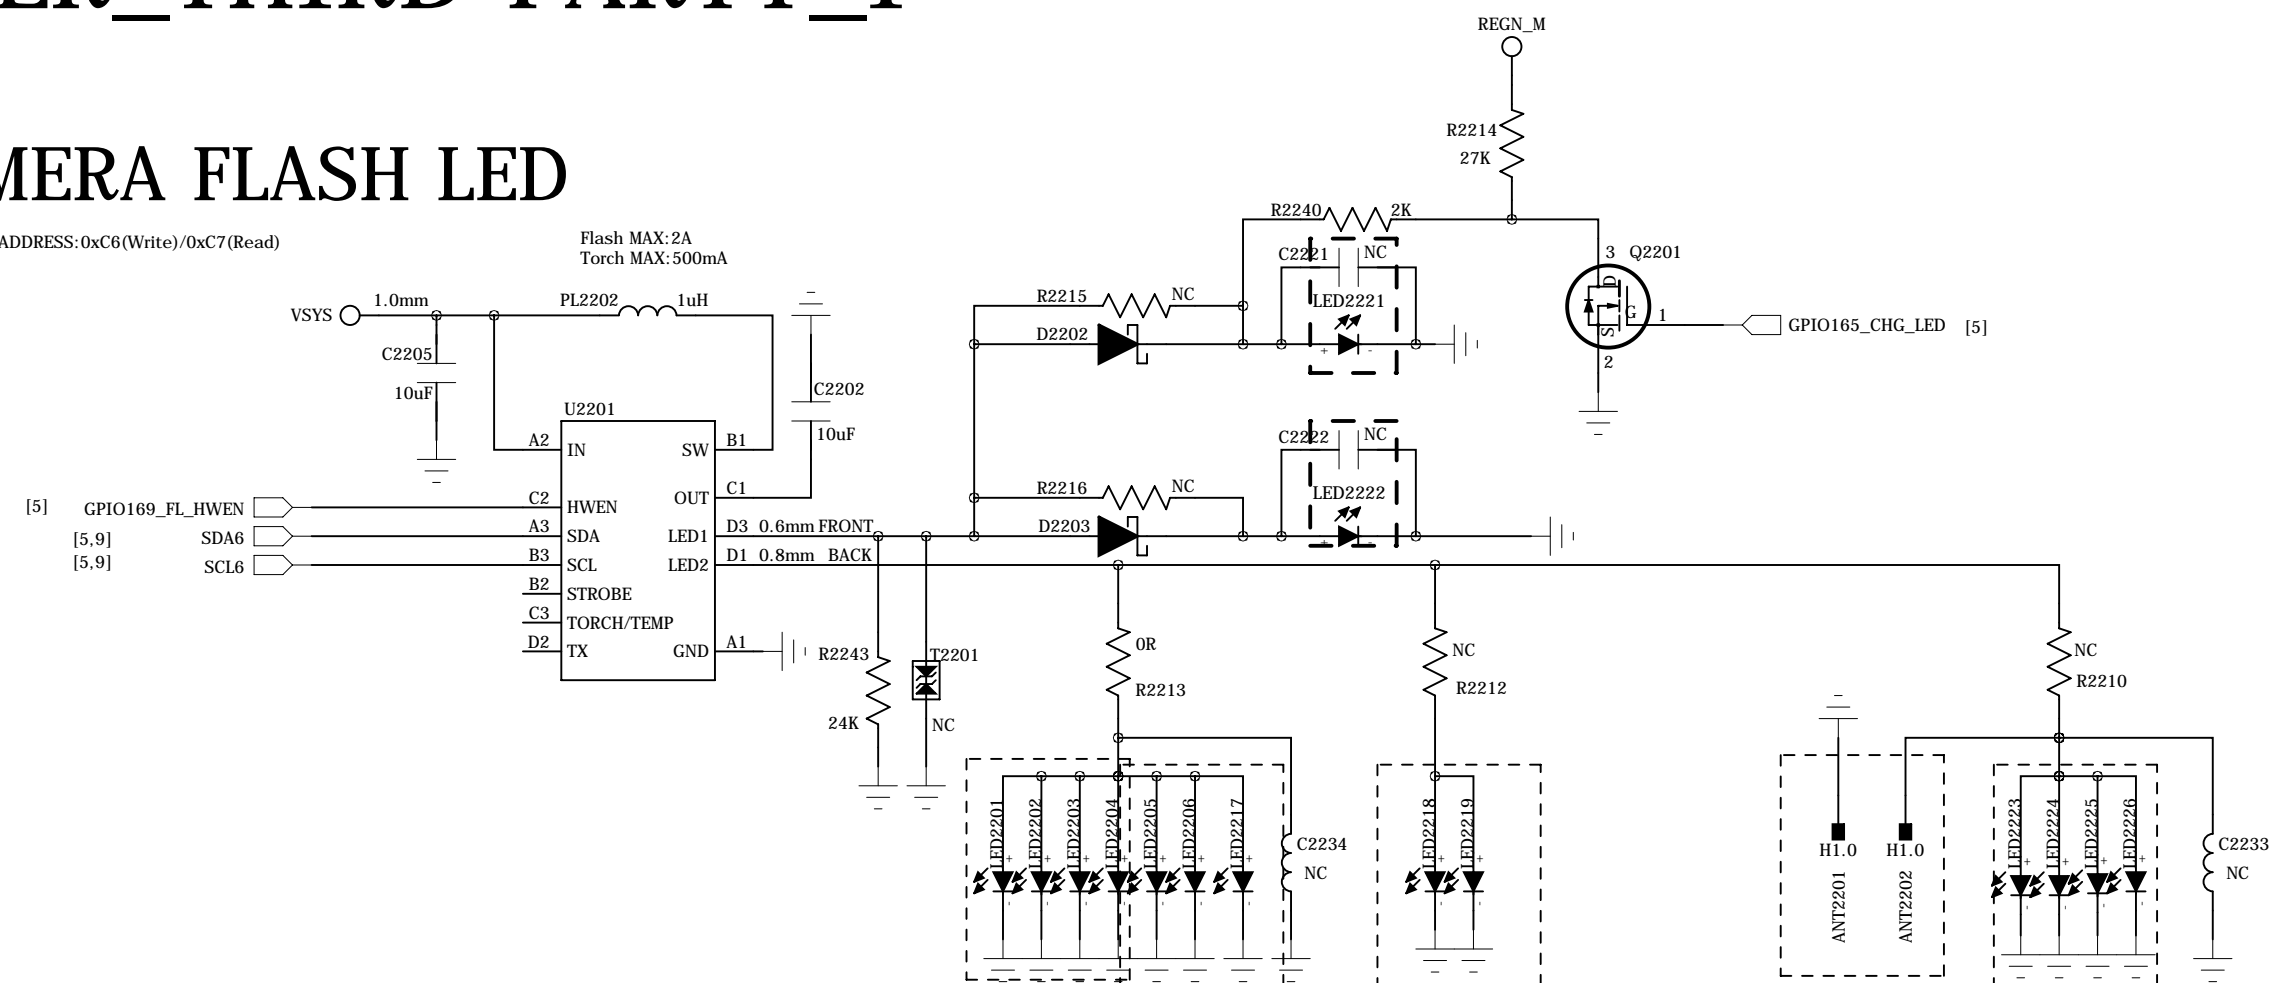 REGN_M
R2214
27K
MERA FLASH LED
R2240 2K
ADDRESS:0xC6(Write)/0xC7(Read)
Flash MAX:2A
Torch MAX:500mA
C2221 NC
3 Q2201
D
G
S
1
2
GPIO165_CHG_LED [5]
VSYS 1.0mm
PL2202 1uH
R2215 NC
LED2221
D2202
+ -
C2205
10uF
C2202
10uF
U2201
A2 IN
SW B1
C2222 NC
OUT C1
R2216 NC
LED2222
[5] GPIO169_FL_HWEN
C2 HWEN
[5,9] SDA6
A3 SDA
LED1 D3 0.6mm FRONT
D2203
+ -
[5,9] SCL6
B3 SCL
LED2 D1 0.8mm BACK
B2 STROBE
C3 TORCH/TEMP
D2 TX
GND A1
R2243
24K
T2201
NC
0R
R2213
NC
R2212
NC
R2210
LED2201
LED2202
LED2203
LED2204
LED2205
LED2206
LED2217
C2234
NC
LED2218
LED2219
H1.0
ANT2201
H1.0
ANT2202
LED2223
LED2224
LED2225
LED2226
C2233
NC